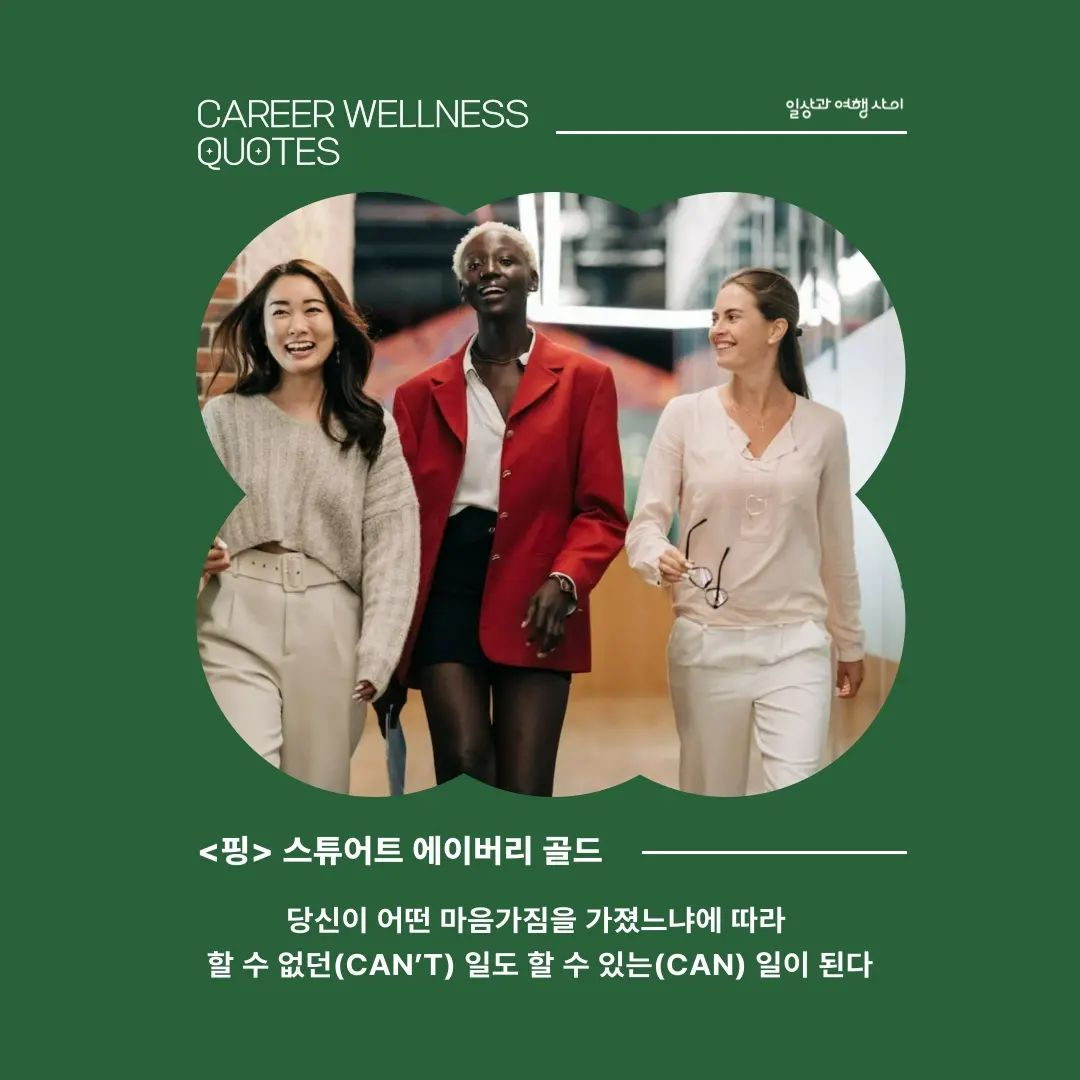 CAREER WELLNESS
QUOTES
일상과 여행 사이
<핑> 스튜어트 에이버리 골드
당신이 어떤 마음가짐을 가졌느냐에 따라
할 수 없던(CAN’T) 일도 할 수 있는(CAN) 일이 된다